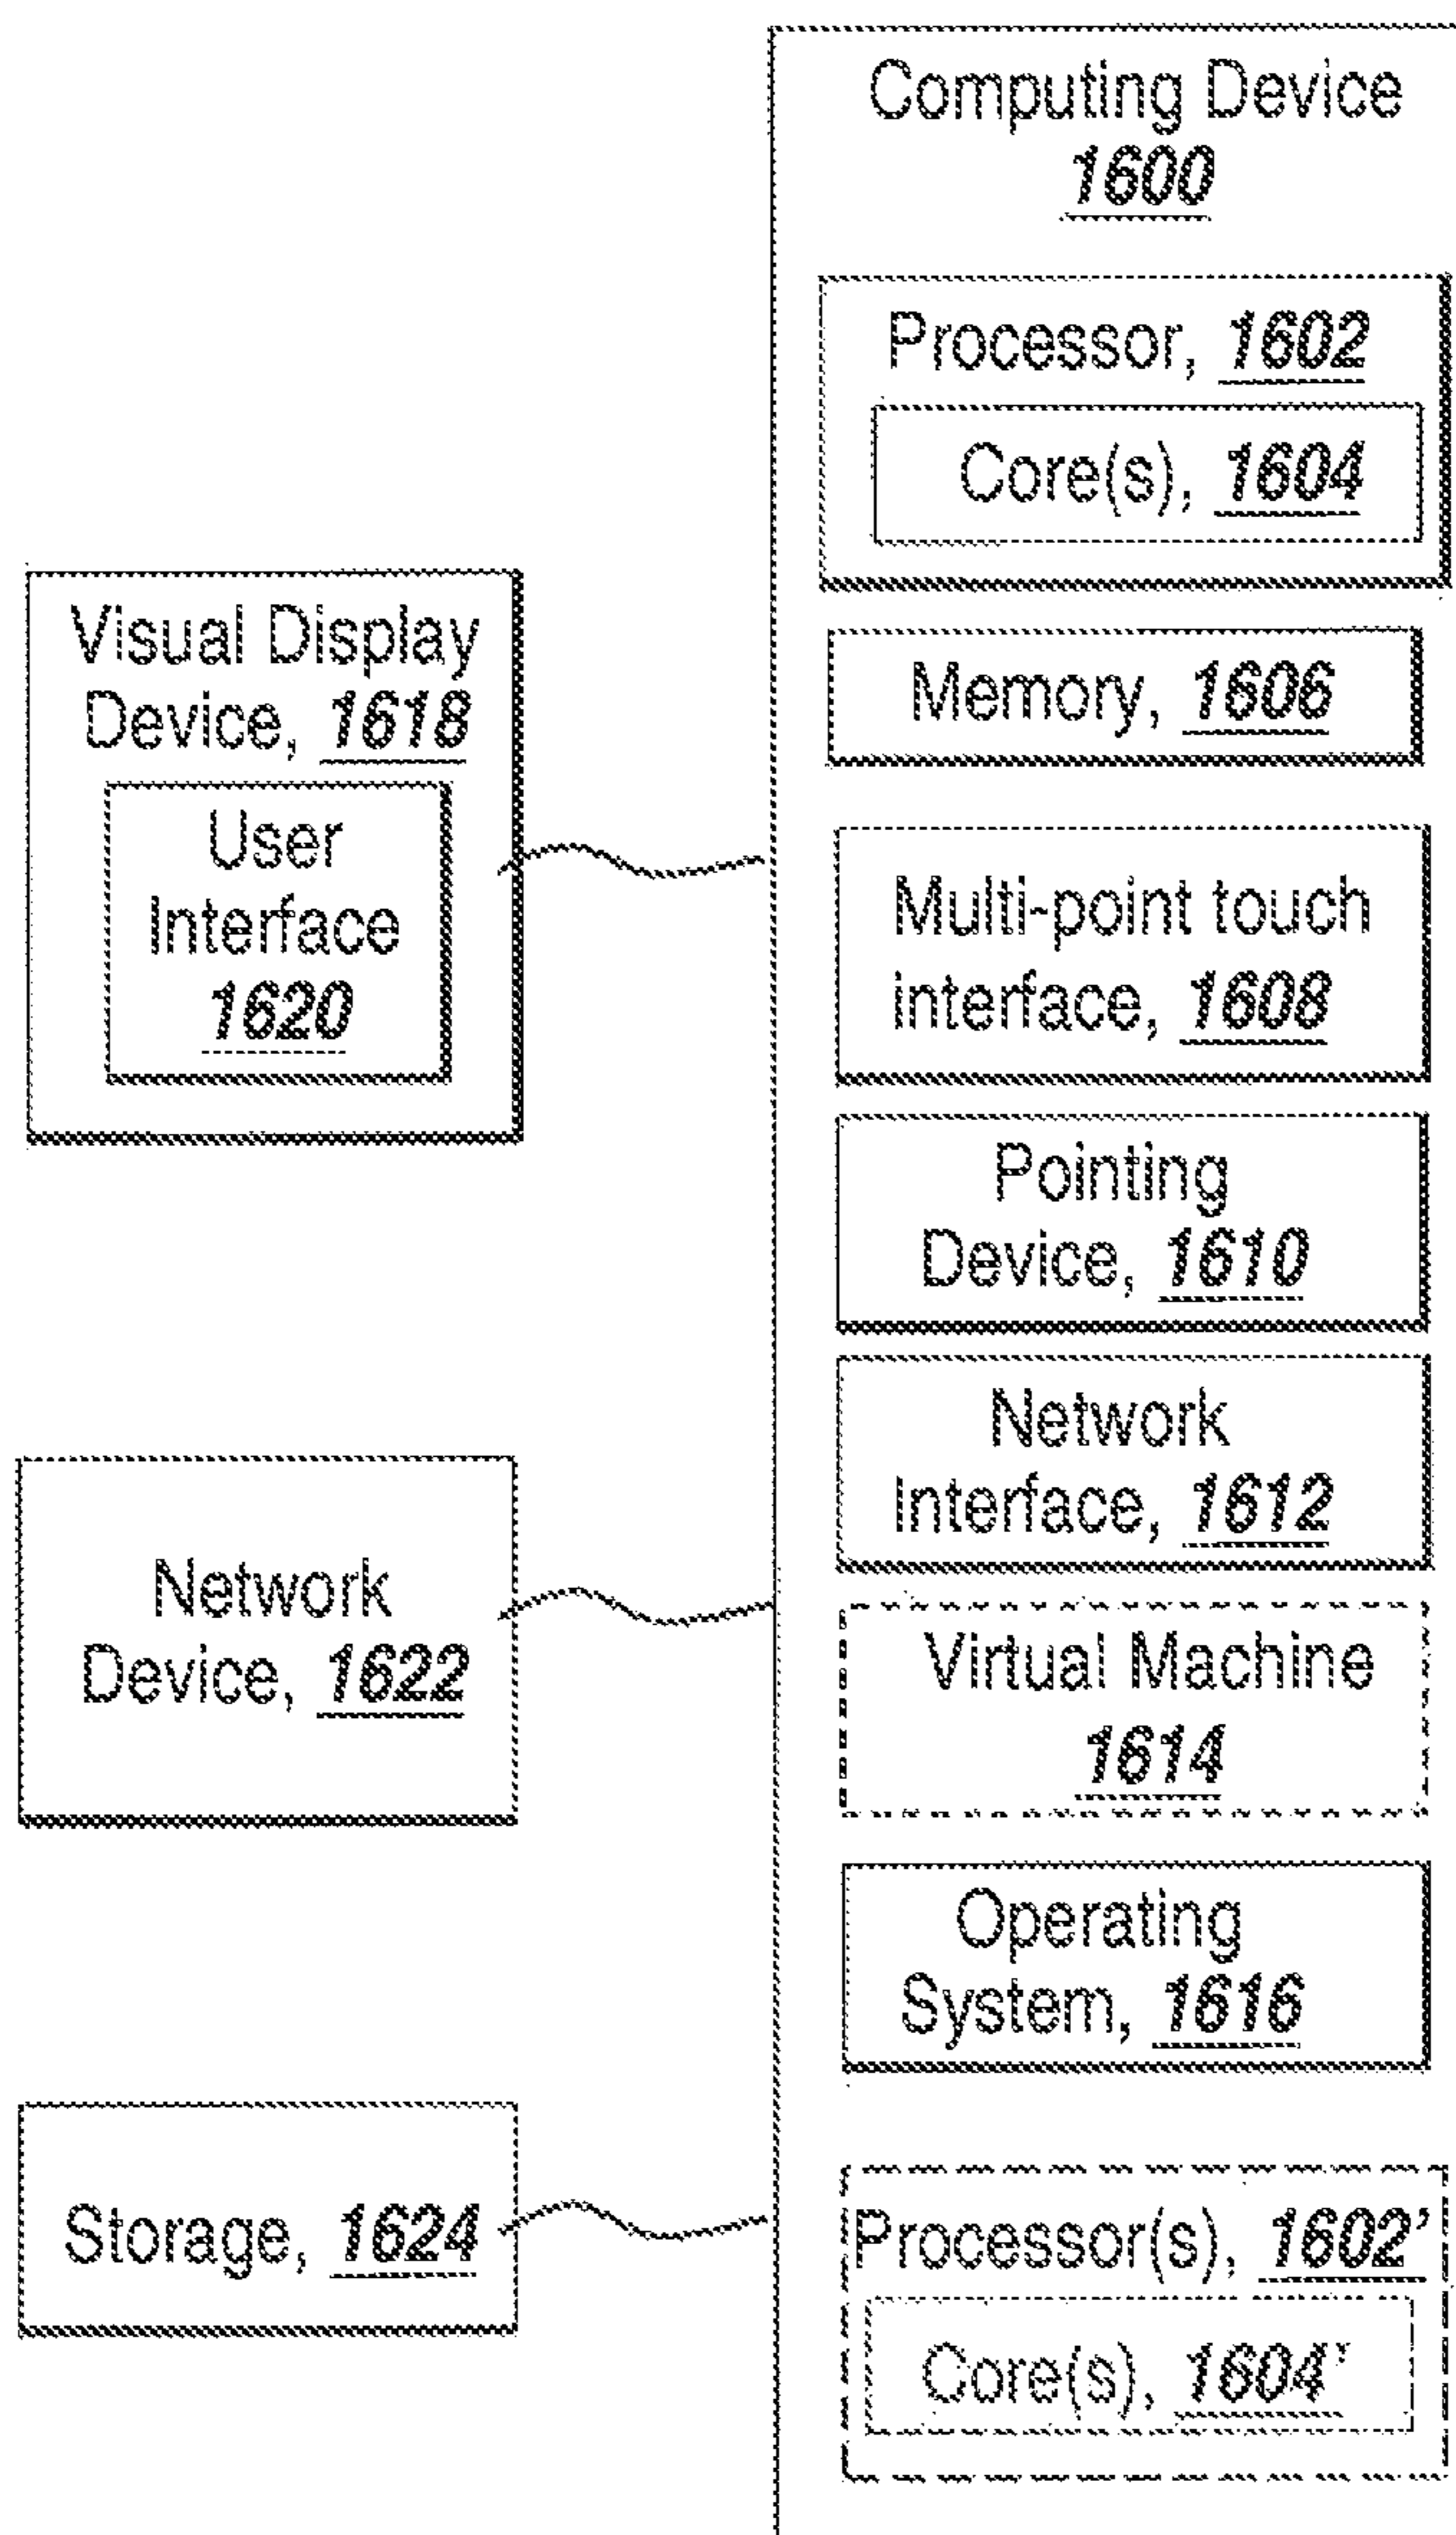 Computing Device
1600
Processor, 1602
Core(s), 1604
Memory, 1606
Multi-point touch
interface, 1608
Pointing
Device, 1610
Network
Interface, 1612
Virtual Machine
1614
Operating
System, 1616
Processor(s), 1602'
Core(s), 1604'
Visual Display
Device, 1618
User
Interface
1620
Network
Device, 1622
Storage, 1624